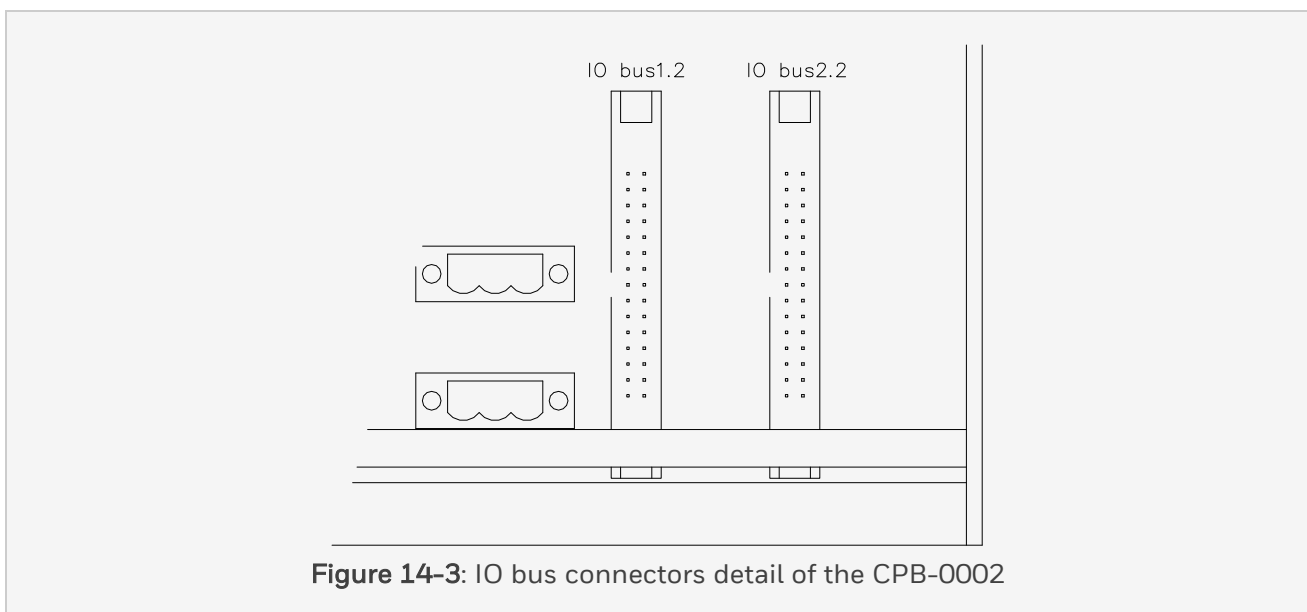 IO bus1.2 IO bus2.2
Figure 14-3: IO bus connectors detail of the CPB-0002